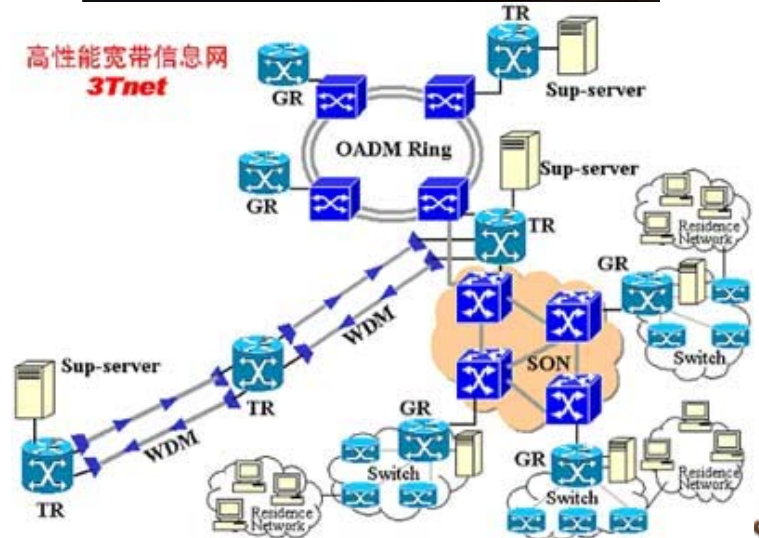 高性能宽带信息网
3Tnet
TR
GR
Sup-server
OADM Ring
GR
Sup-server
TR
Residence
Network
GR
Switch
WDM
SON
Sup-server
TR
WDM
TR
GR
Switch
Residence
Network
GR
Switch
Residence
Network